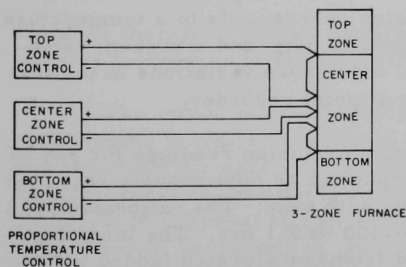 TOP
ZONE
CONTROL
+
-
CENTER
ZONE
CONTROL
+
-
BOTTOM
ZONE
CONTROL
+
-
PROPORTIONAL
TEMPERATURE
CONTROL
TOP
ZONE
CENTER
ZONE
BOTTOM
ZONE
3-ZONE FURNACE